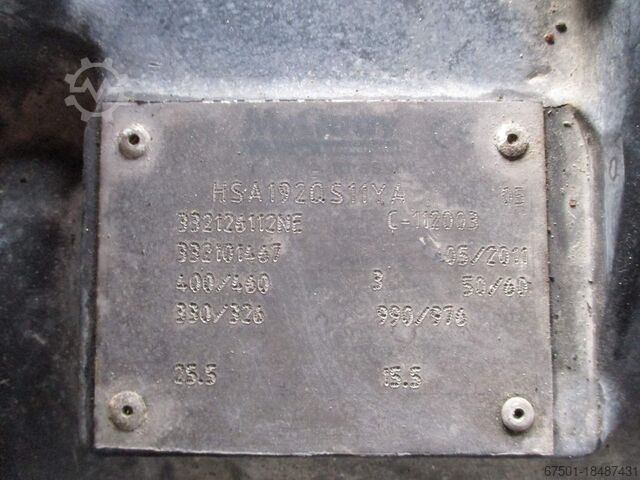 HSA192QS11YA 15
332126112NE C-112003
332101467 05/2011
400/460 3 50/60
330/326 990/976
25.5 15.5
67501-18487431